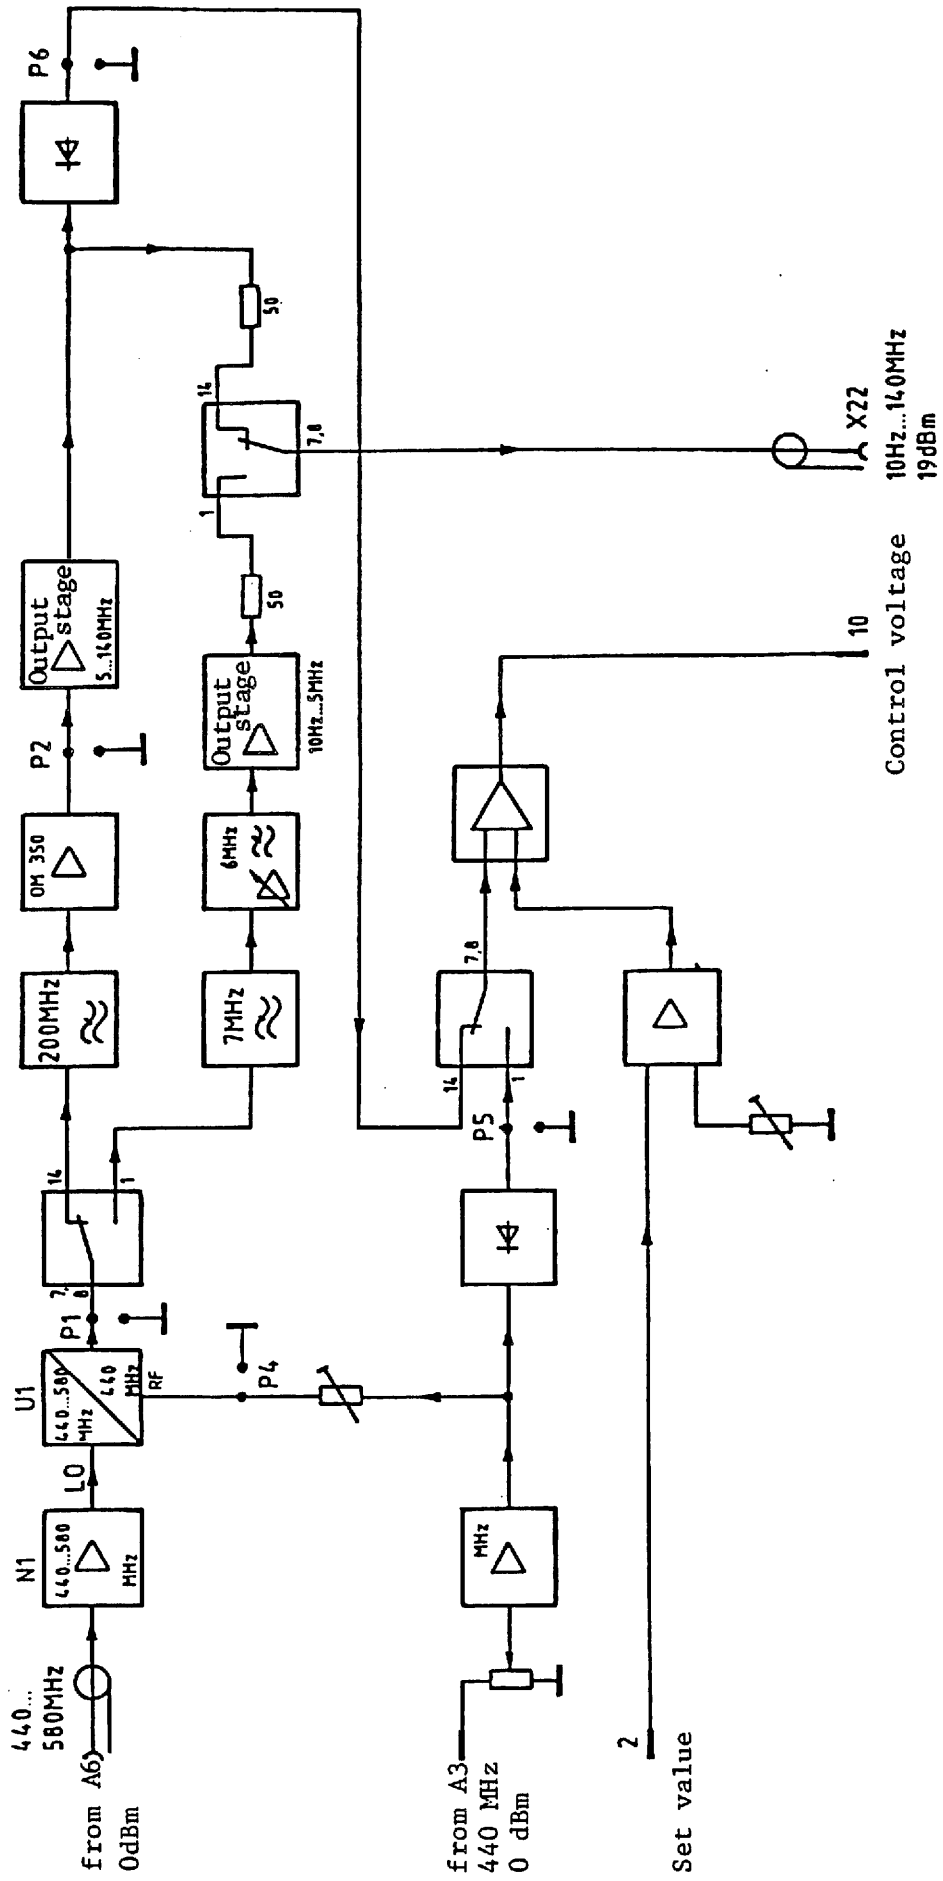 440...
580MHz
from A6
0dBm
N1
440...580
MHz
LO
U1
440...580
MHz
440
MHz
RF
P1
7,
8
14
1
200MHz
OM 350
P2
Output
stage
5...140MHz
P6
7MHz
6MHz
Output
stage
10Hz...5MHz
50
1
14
7,8
50
P4
from A3
440 MHz
0 dBm
MHz
P5
14
1
7,8
2
Set value
10
Control voltage
X22
10Hz...140MHz
19dBm